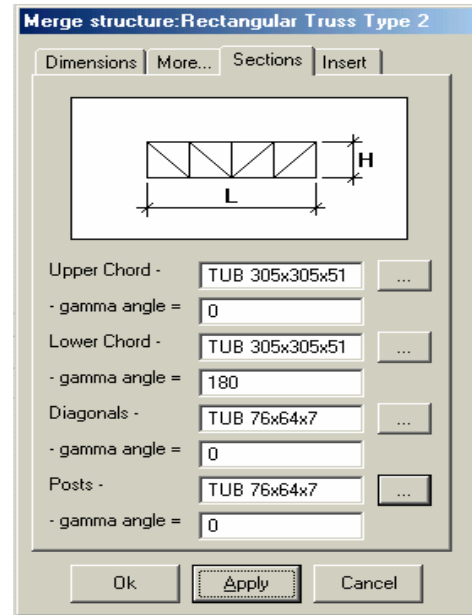 Merge structure:Rectangular Truss Type 2
Dimensions More... Sections Insert
H
L
Upper Chord - TUB 305x305x51 ...
- gamma angle = 0
Lower Chord - TUB 305x305x51 ...
- gamma angle = 180
Diagonals - TUB 76x64x7 ...
- gamma angle = 0
Posts - TUB 76x64x7 ...
- gamma angle = 0
Ok Apply Cancel